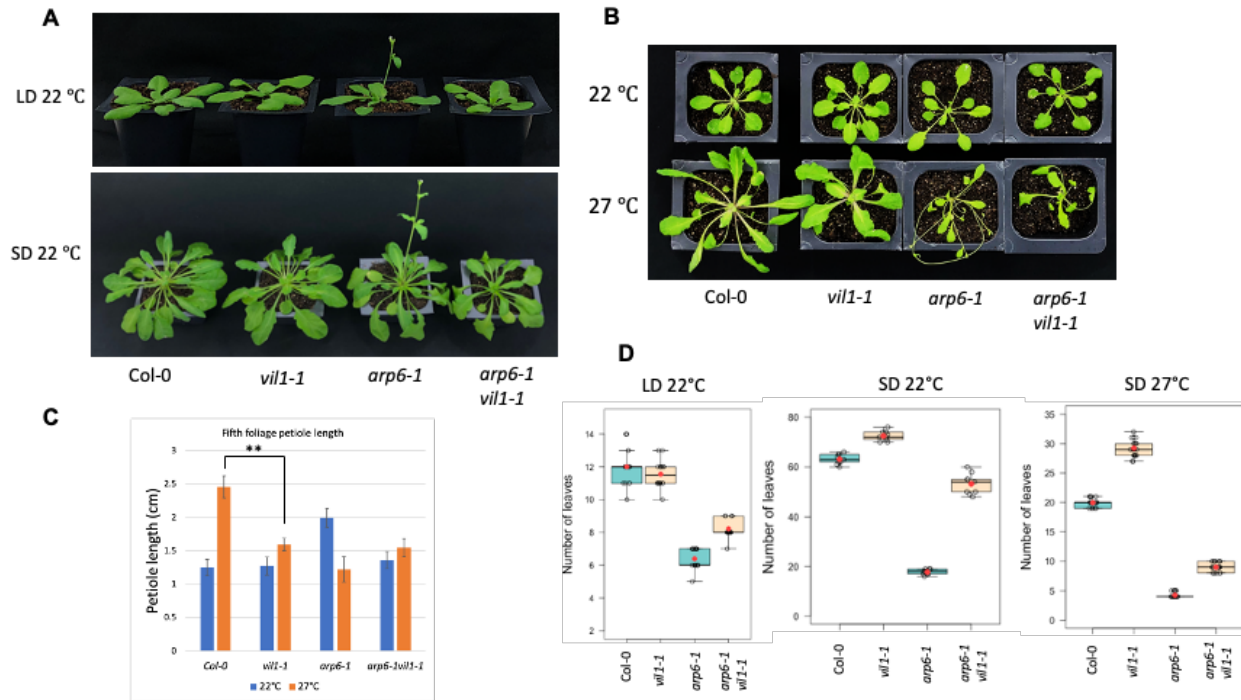 A
LD 22 °C
SD 22 °C
Col-0
vil1-1
arp6-1
arp6-1
vil1-1
B
22 °C
27 °C
Col-0
vil1-1
arp6-1
arp6-1
vil1-1
C
Fifth foliage petiole length
**
Petiole length (cm)
3
2.5
2
1.5
1
0.5
0
Col-0
vil1-1
arp6-1
arp6-1vil1-1
22°C
27°C
D
LD 22°C
Number of leaves
14
12
10
8
6
4
2
Col-0
vil1-1
arp6-1
arp6-1
vil1-1
SD 22°C
Number of leaves
80
60
40
20
0
Col-0
vil1-1
arp6-1
arp6-1
vil1-1
SD 27°C
Number of leaves
35
30
25
20
15
10
5
0
Col-0
vil1-1
arp6-1
arp6-1
vil1-1